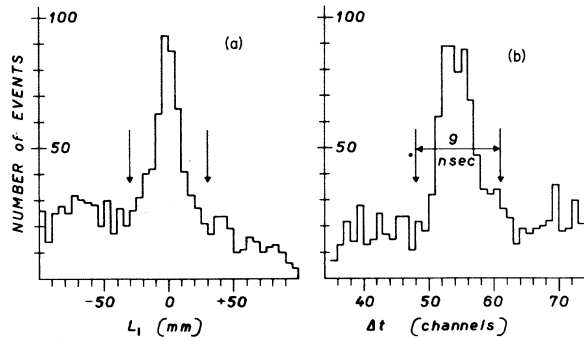 NUMBER of EVENTS
100
50
(a)
-50
0
+50
L₁ (mm)
100
50
(b)
9
nsec
40
50
60
70
Δt (channels)